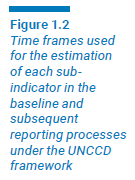 Figure 1.2
Time frames used
for the estimation
of each sub-
indicator in the
baseline and
subsequent
reporting processes
under the UNCCD
framework